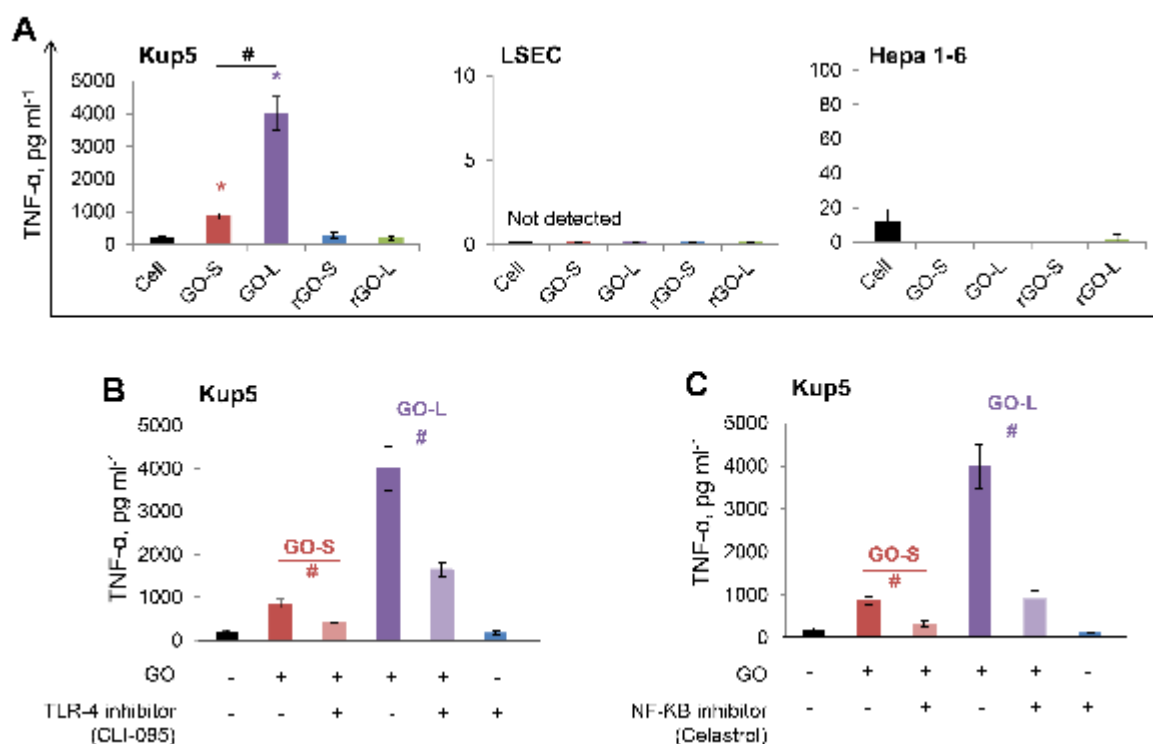 A
Kup5
#
*
*
TNF-α, pg ml-1
5000
4000
3000
2000
1000
0
Cell
GO-S
GO-L
rGO-S
rGO-L
LSEC
10
5
0
Not detected
Cell
GO-S
GO-L
rGO-S
rGO-L
Hepa 1-6
100
80
60
40
20
0
Cell
GO-S
GO-L
rGO-S
rGO-L
B
Kup5
GO-L
#
GO-S
#
TNF-α, pg ml-1
5000
4000
3000
2000
1000
0
GO - + + + + -
TLR-4 inhibitor - - + - + +
(CLI-095)
C
Kup5
GO-L
#
GO-S
#
TNF-α, pg ml-1
5000
4000
3000
2000
1000
0
GO - + + + + -
NF-KB inhibitor - - + - + +
(Celastrol)